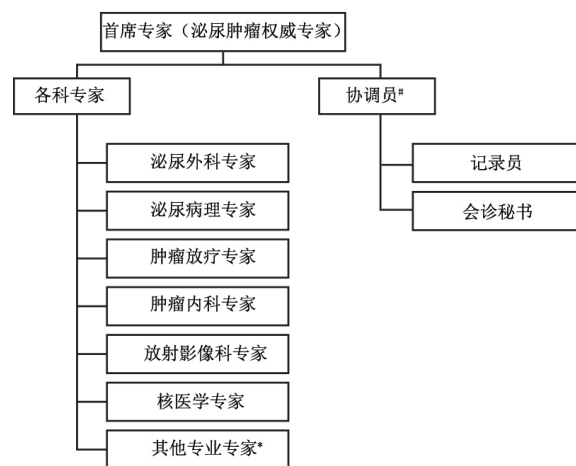 首席专家（泌尿肿瘤权威专家）
各科专家
协调员#
泌尿外科专家
泌尿病理专家
肿瘤放疗专家
肿瘤内科专家
放射影像科专家
核医学专家
其他专业专家*
记录员
会诊秘书